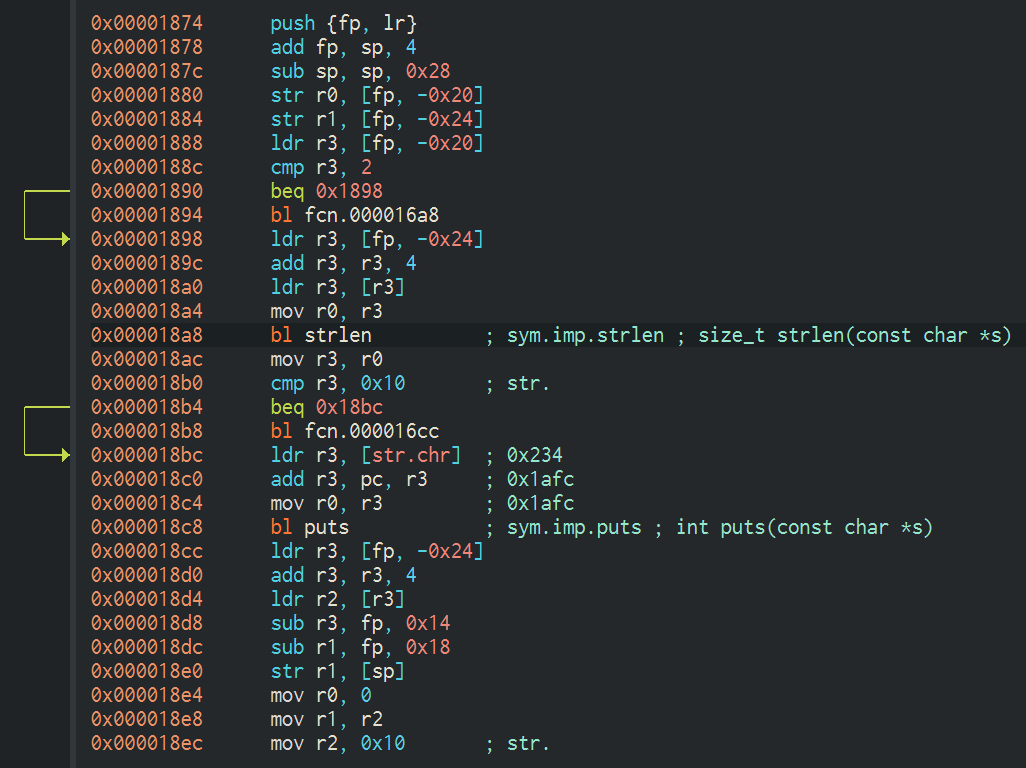 0x00001874 push {fp, lr}
0x00001878 add fp, sp, 4
0x0000187c sub sp, sp, 0x28
0x00001880 str r0, [fp, -0x20]
0x00001884 str r1, [fp, -0x24]
0x00001888 ldr r3, [fp, -0x20]
0x0000188c cmp r3, 2
0x00001890 beq 0x1898
0x00001894 bl fcn.000016a8
0x00001898 ldr r3, [fp, -0x24]
0x0000189c add r3, r3, 4
0x000018a0 ldr r3, [r3]
0x000018a4 mov r0, r3
0x000018a8 bl strlen ; sym.imp.strlen ; size_t strlen(const char *s)
0x000018ac mov r3, r0
0x000018b0 cmp r3, 0x10 ; str.
0x000018b4 beq 0x18bc
0x000018b8 bl fcn.000016cc
0x000018bc ldr r3, [str.chr] ; 0x234
0x000018c0 add r3, pc, r3 ; 0x1afc
0x000018c4 mov r0, r3 ; 0x1afc
0x000018c8 bl puts ; sym.imp.puts ; int puts(const char *s)
0x000018cc ldr r3, [fp, -0x24]
0x000018d0 add r3, r3, 4
0x000018d4 ldr r2, [r3]
0x000018d8 sub r3, fp, 0x14
0x000018dc sub r1, fp, 0x18
0x000018e0 str r1, [sp]
0x000018e4 mov r0, 0
0x000018e8 mov r1, r2
0x000018ec mov r2, 0x10 ; str.